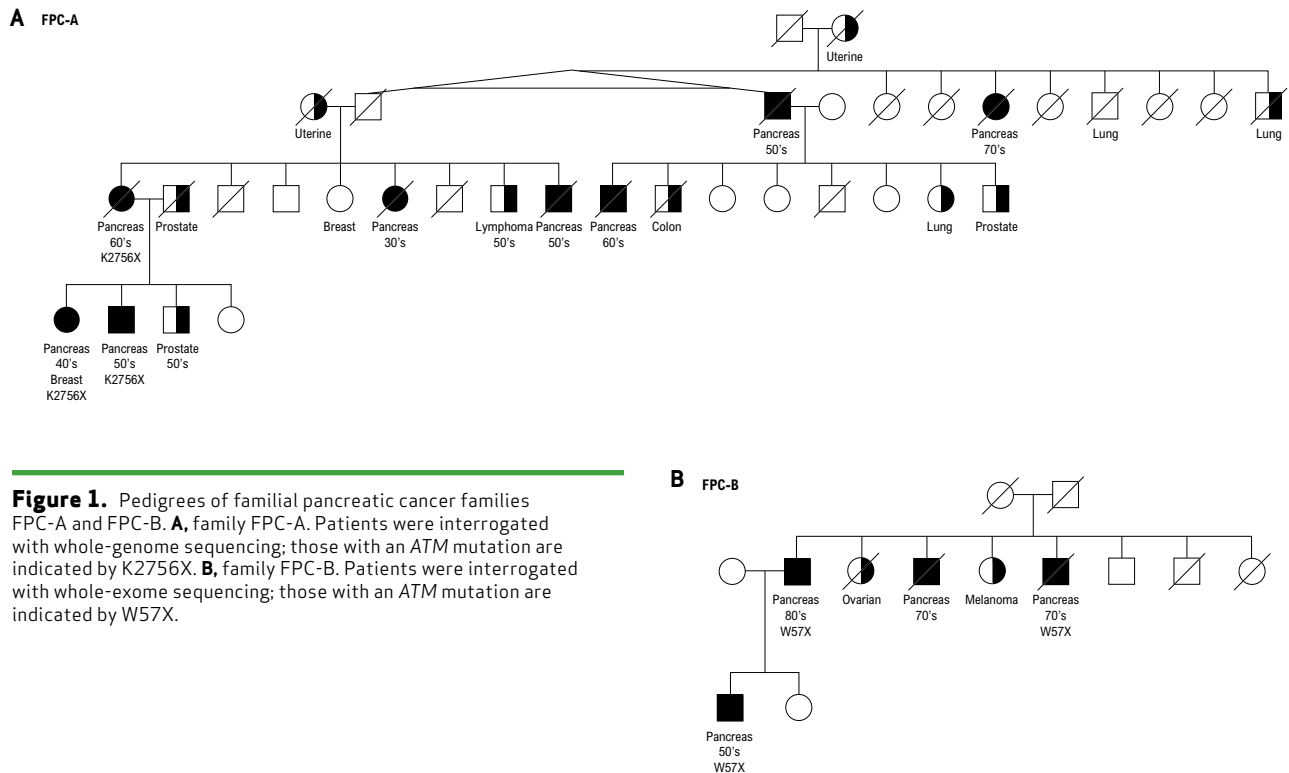 A FPC-A
Uterine
Uterine
Pancreas
50's
Pancreas
70's
Lung
Lung
Pancreas
60's
K2756X
Prostate
Breast
Pancreas
30's
Lymphoma
50's
Pancreas
50's
Pancreas
60's
Colon
Lung
Prostate
Pancreas
40's
Breast
K2756X
Pancreas
50's
K2756X
Prostate
50's
Figure 1. Pedigrees of familial pancreatic cancer families
FPC-A and FPC-B. A, family FPC-A. Patients were interrogated
with whole-genome sequencing; those with an ATM mutation are
indicated by K2756X. B, family FPC-B. Patients were interrogated
with whole-exome sequencing; those with an ATM mutation are
indicated by W57X.
B FPC-B
Pancreas
80's
W57X
Ovarian
Pancreas
70's
Melanoma
Pancreas
70's
W57X
Pancreas
50's
W57X